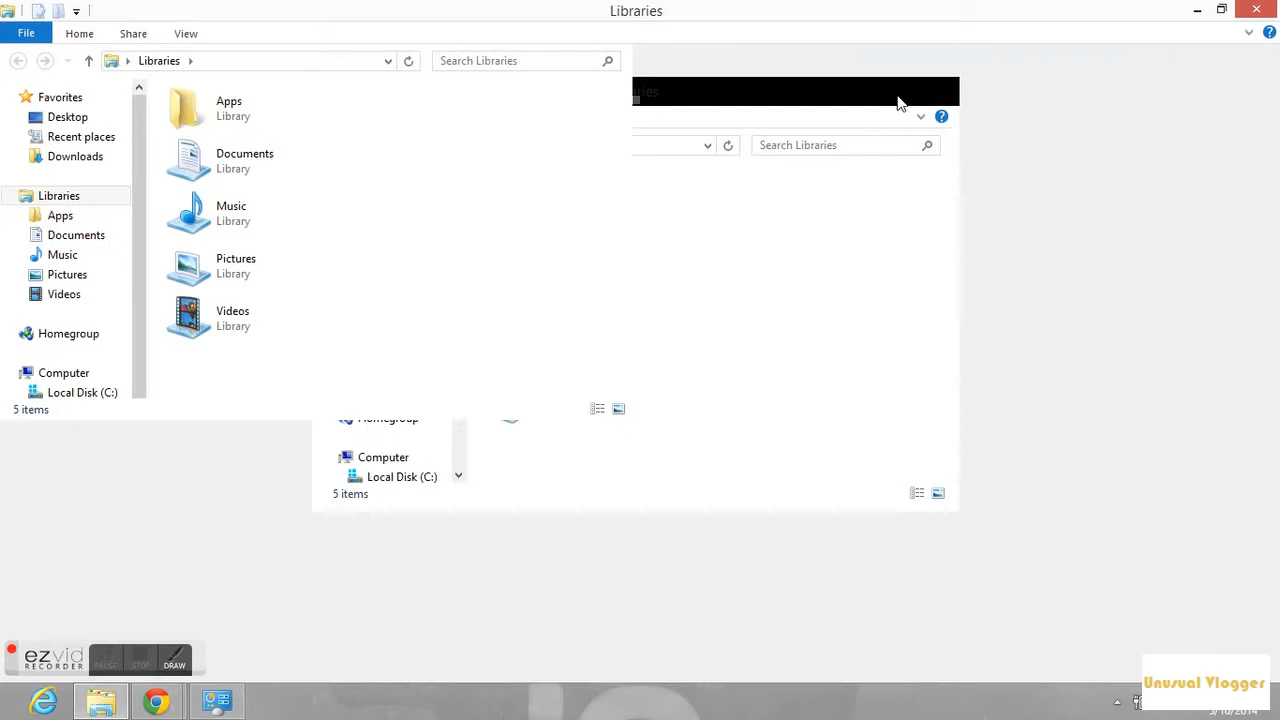 Libraries
File Home Share View
Libraries
Search Libraries
Favorites
Desktop
Recent places
Downloads
Libraries
Apps
Documents
Music
Pictures
Videos
Homegroup
Computer
Local Disk (C:)
5 items
Apps
Library
Documents
Library
Music
Library
Pictures
Library
Videos
Library
Search Libraries
Homegroup
Computer
Local Disk (C:)
5 items
ezvid
RECORDER
PAUSE STOP DRAW
Unusual Vlogger